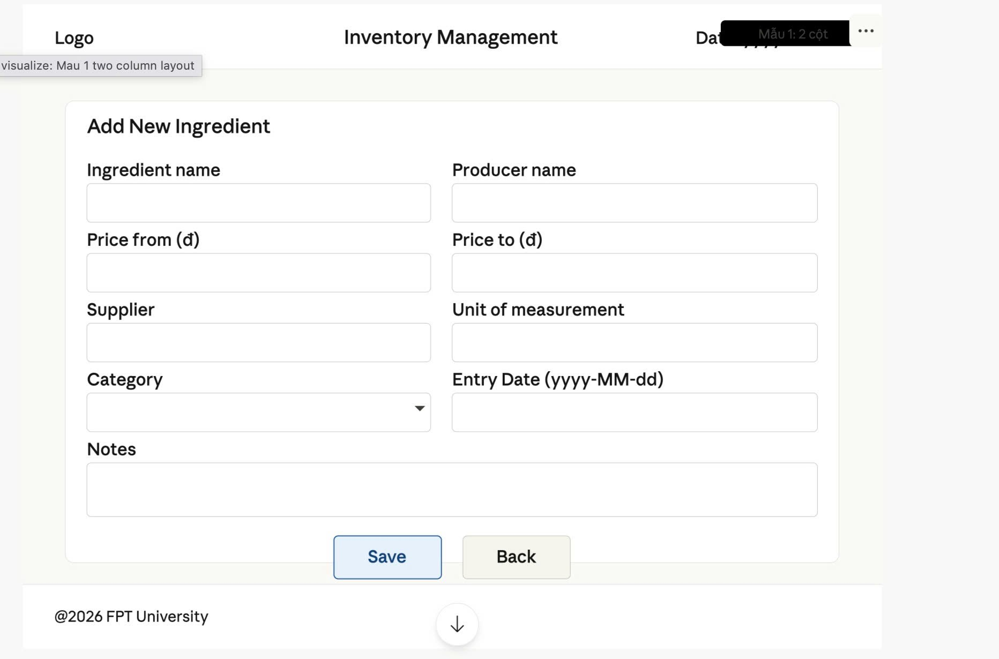 Logo
Inventory Management
Mẫu 1: 2 cột
visualize: Mau 1 two column layout
Add New Ingredient
Ingredient name
Producer name
Price from (đ)
Price to (đ)
Supplier
Unit of measurement
Category
Entry Date (yyyy-MM-dd)
Notes
Save
Back
@2026 FPT University